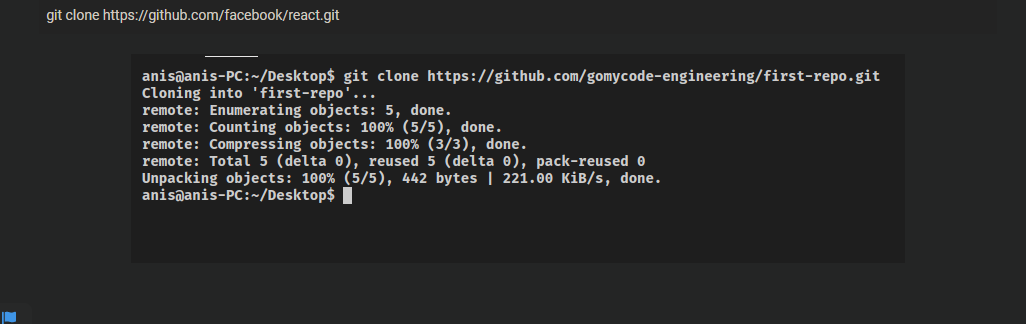 git clone https://github.com/facebook/react.git
anis@anis-PC:~/Desktop$ git clone https://github.com/gomycode-engineering/first-repo.git
Cloning into 'first-repo'...
remote: Enumerating objects: 5, done.
remote: Counting objects: 100% (5/5), done.
remote: Compressing objects: 100% (3/3), done.
remote: Total 5 (delta 0), reused 5 (delta 0), pack-reused 0
Unpacking objects: 100% (5/5), 442 bytes | 221.00 KiB/s, done.
anis@anis-PC:~/Desktop$